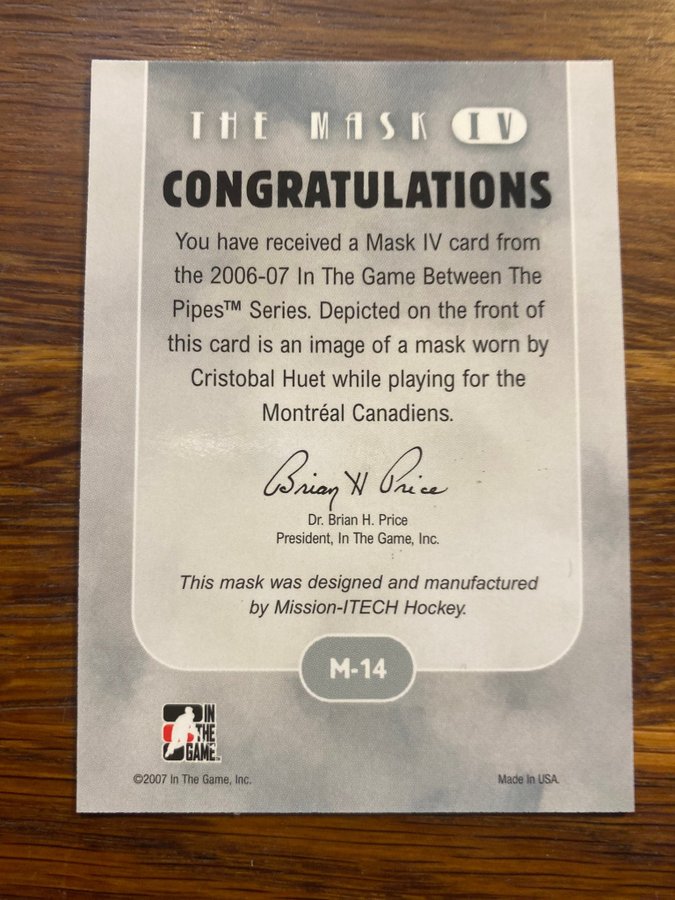 THE MASK IV
CONGRATULATIONS
You have received a Mask IV card from
the 2006-07 In The Game Between The
Pipes™ Series. Depicted on the front of
this card is an image of a mask worn by
Cristobal Huet while playing for the
Montréal Canadiens.
Brian H Price
Dr. Brian H. Price
President, In The Game, Inc.
This mask was designed and manufactured
by Mission-ITECH Hockey.
M-14
IN
THE
GAME™
©2007 In The Game, Inc.
Made In USA.